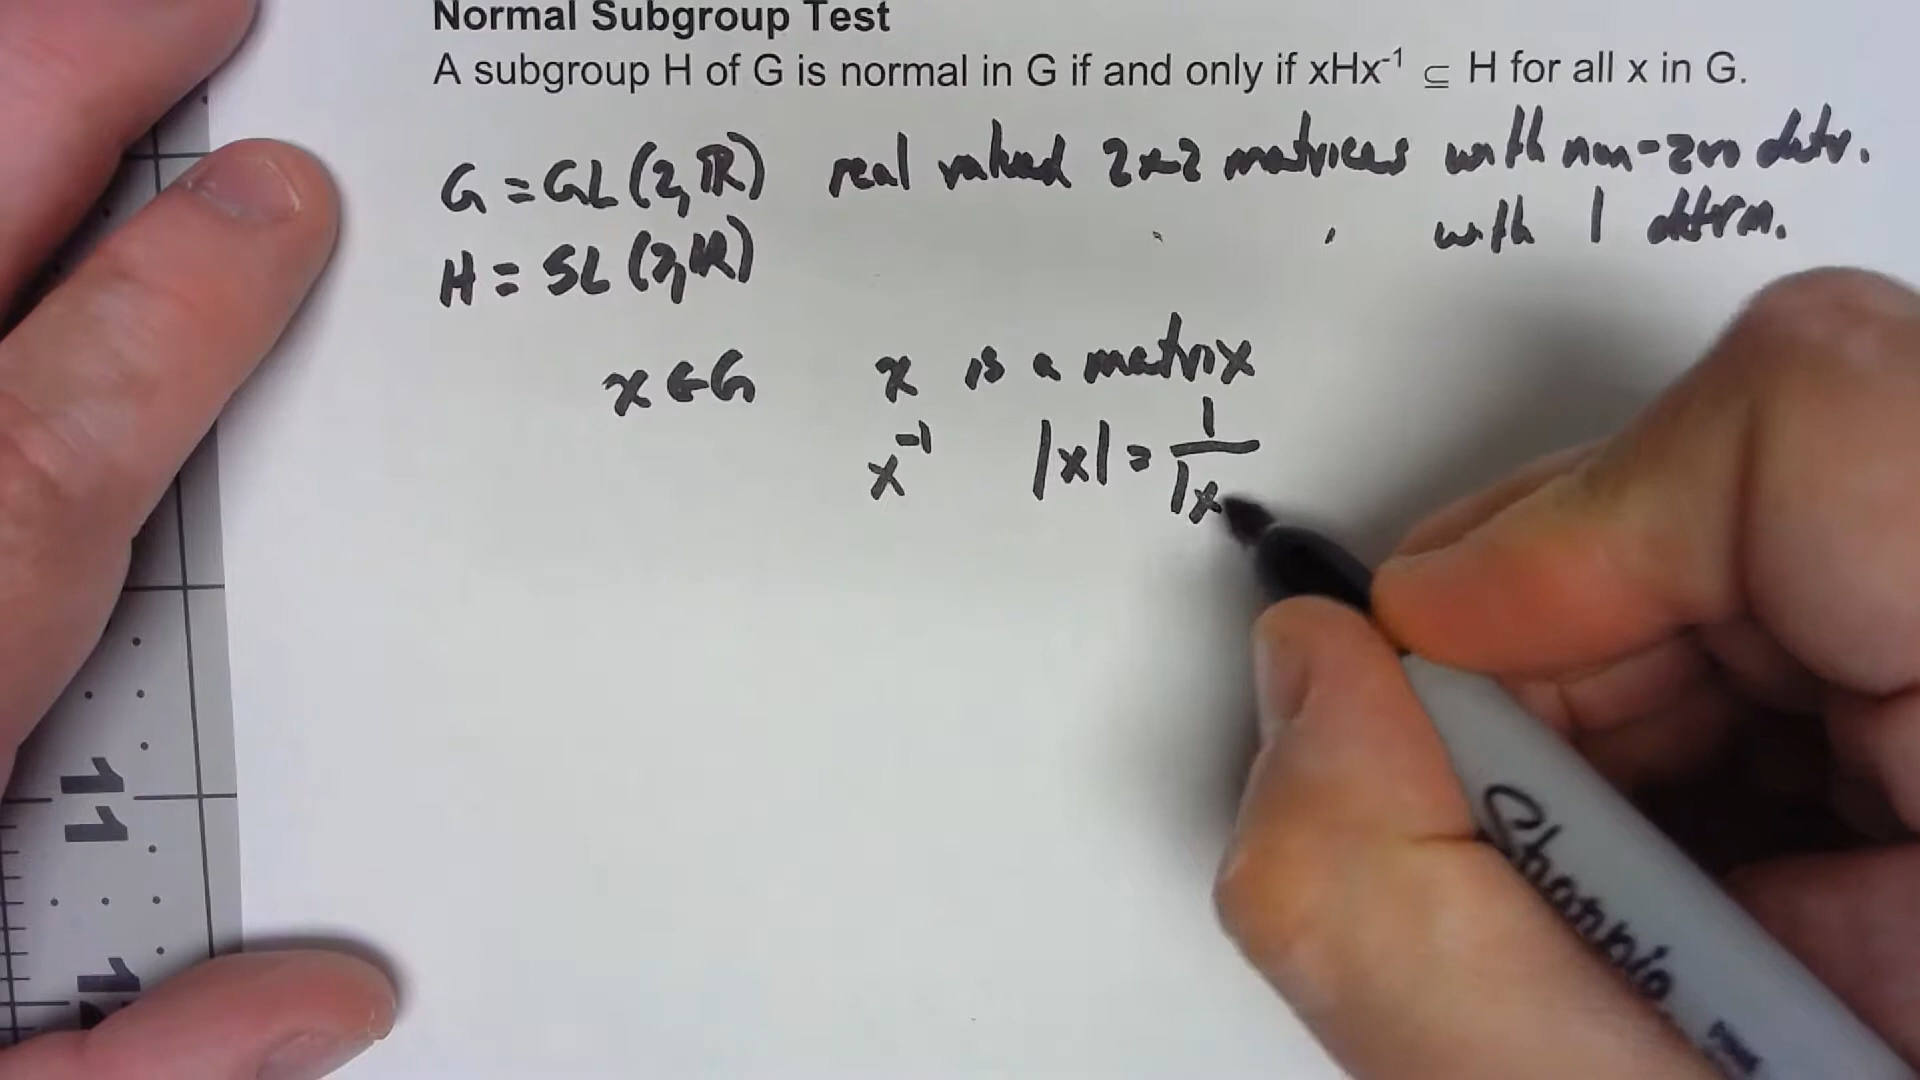 Normal Subgroup Test
A subgroup H of G is normal in G if and only if xHx⁻¹ ⊆ H for all x in G.
G = GL(2,ℝ) real valued 2×2 matrices with non-zero detr.
with 1 determ.
H = SL(2,ℝ)
x ∈ G x is a matrix
x⁻¹ |x| = 1/|x
11
Sharpie